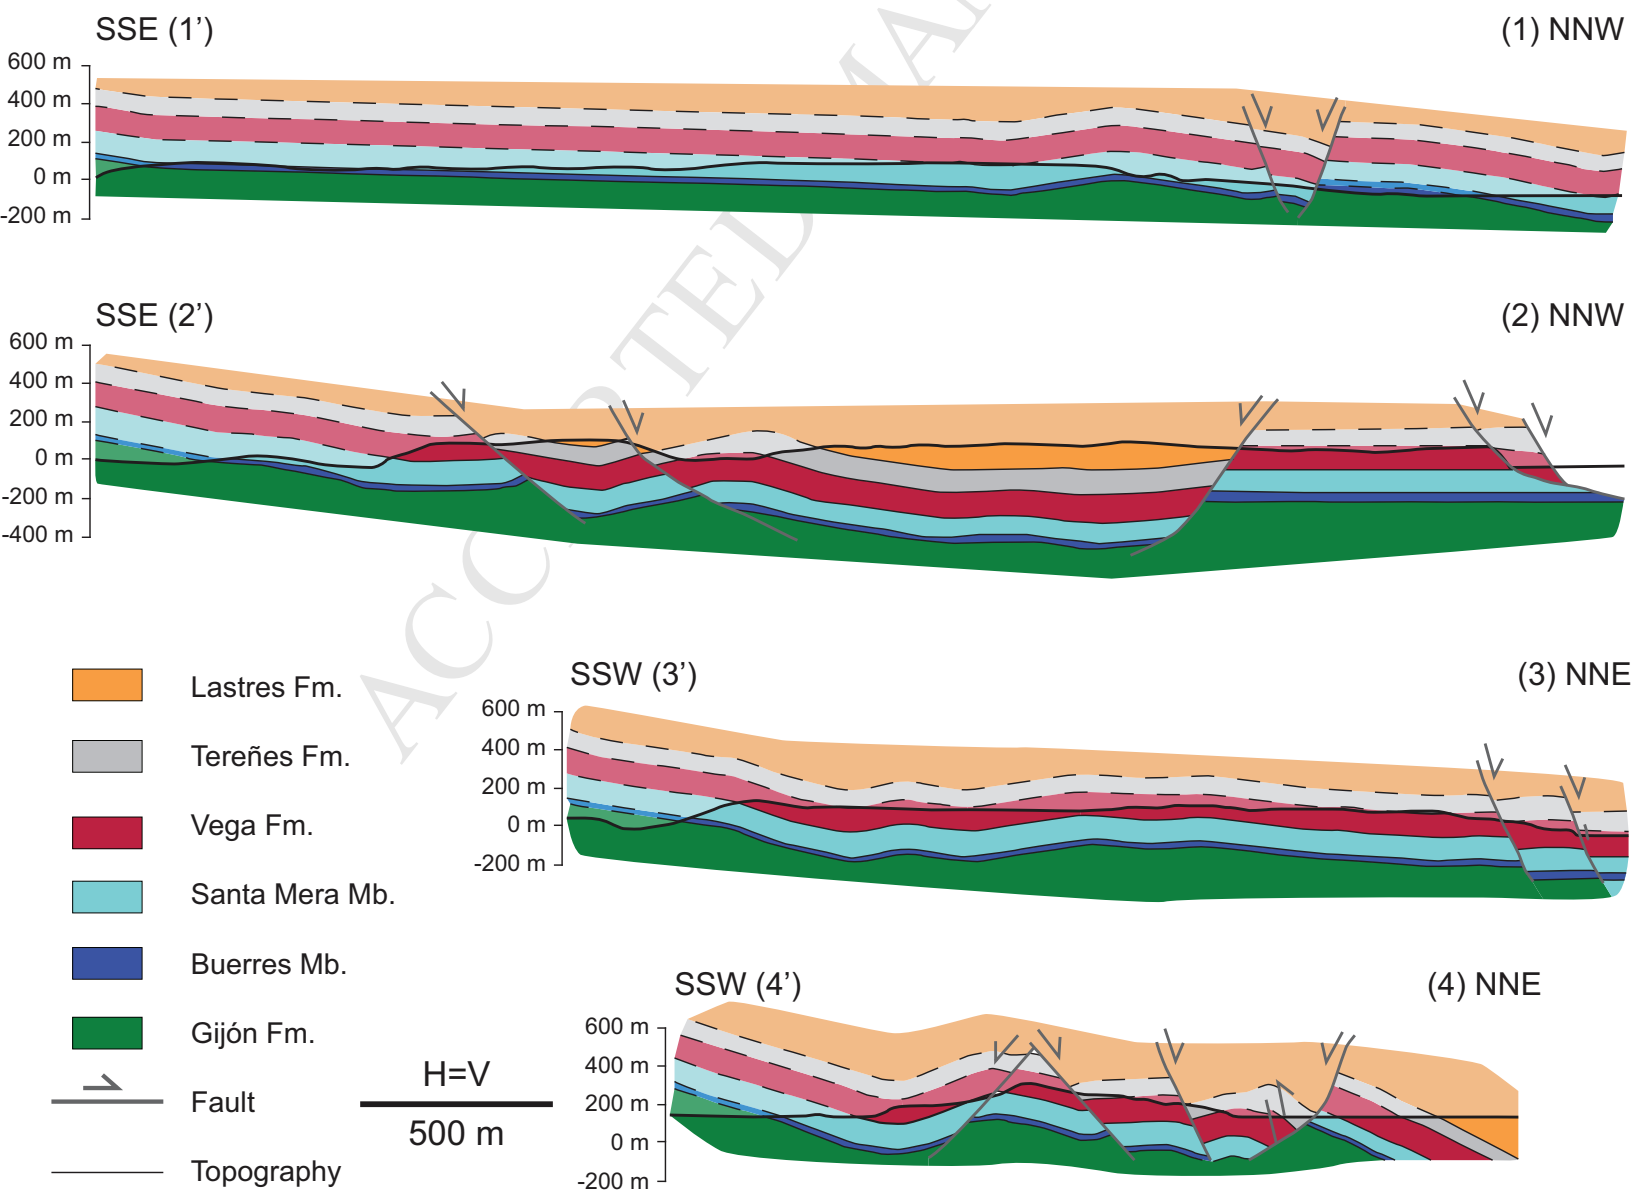 SSE (1’) (1) NNW
600 m
400 m
200 m
0 m
-200 m
SSE (2’) (2) NNW
600 m
400 m
200 m
0 m
-200 m
-400 m
SSW (3’) (3) NNE
600 m
400 m
200 m
0 m
-200 m
SSW (4’) (4) NNE
600 m
400 m
200 m
0 m
-200 m
Lastres Fm.
Tereñes Fm.
Vega Fm.
Santa Mera Mb.
Buerres Mb.
Gijón Fm.
Fault
Topography
H=V
500 m